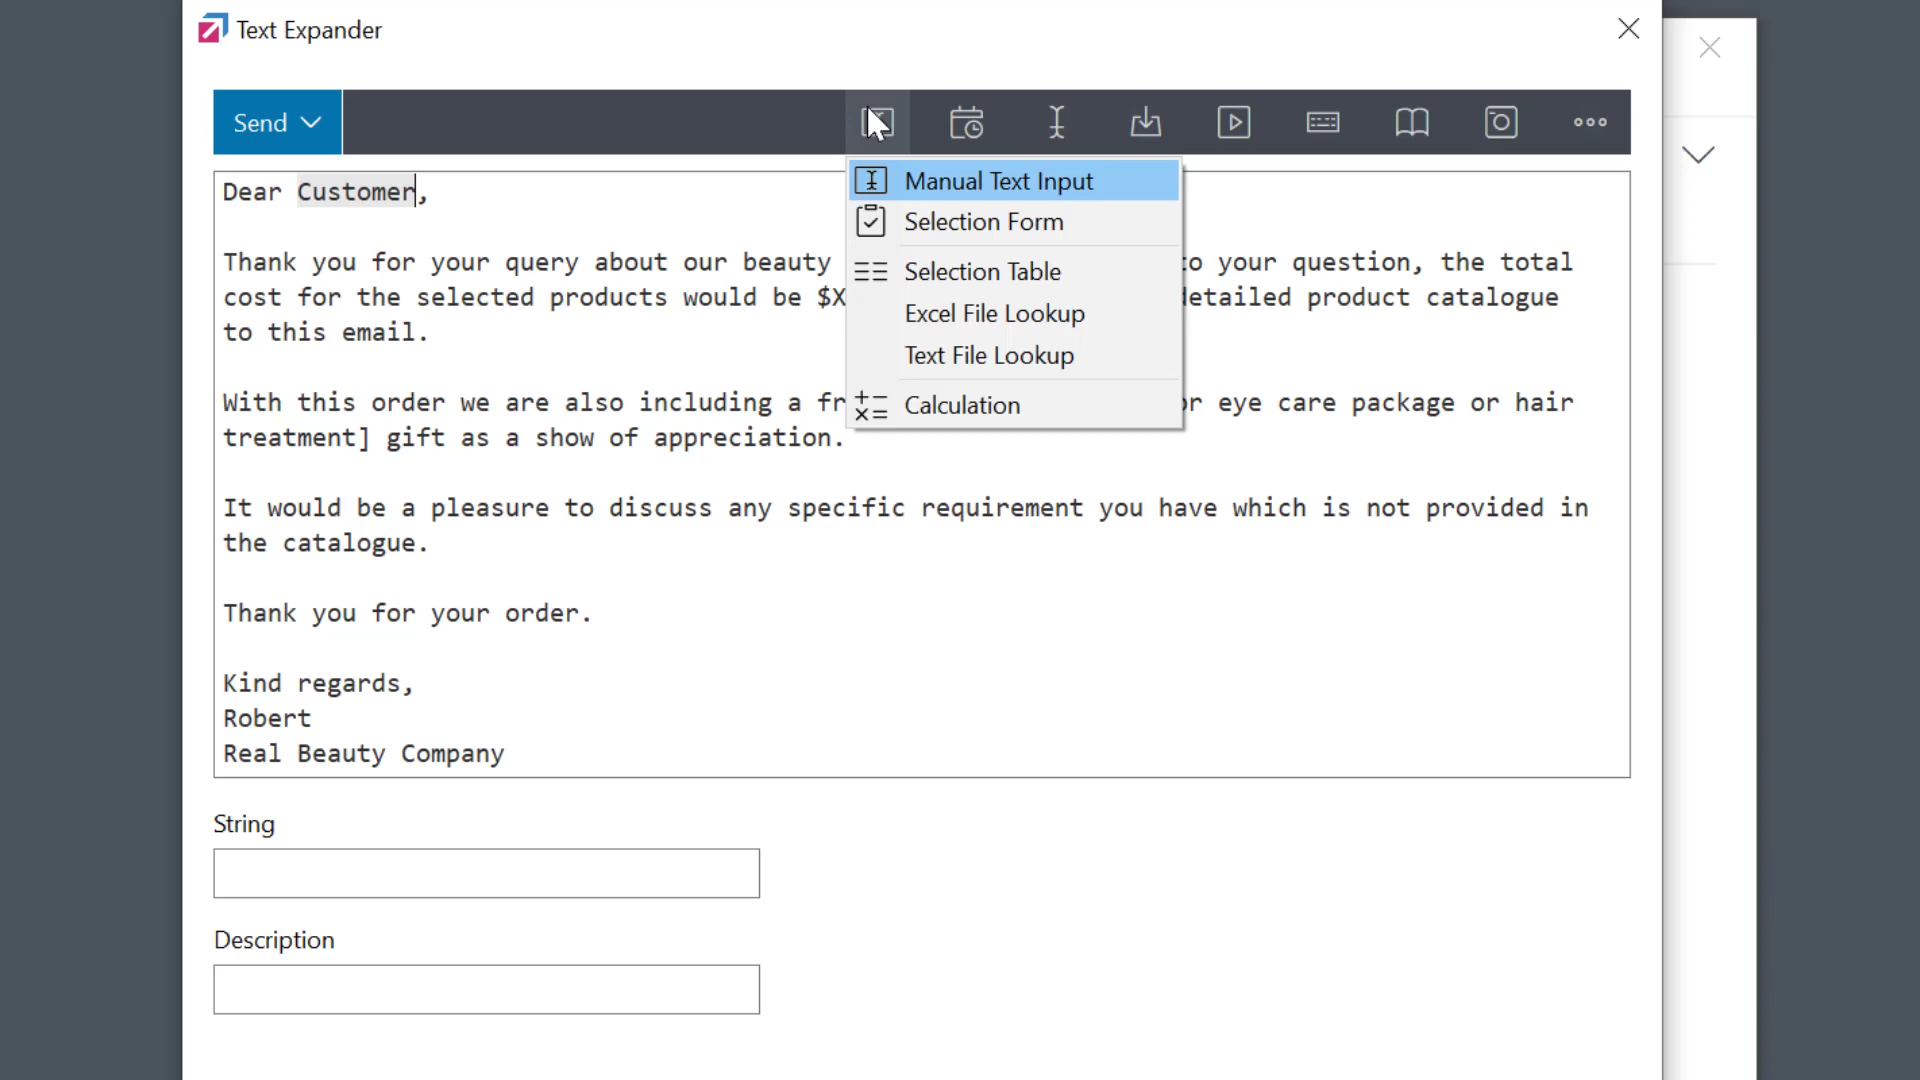 Text Expander
Send
Manual Text Input
Selection Form
Selection Table
Excel File Lookup
Text File Lookup
Calculation
Dear Customer,
Thank you for your query about our beauty to your question, the total
cost for the selected products would be $X detailed product catalogue
to this email.
With this order we are also including a or eye care package or hair
treatment] gift as a show of appreciation.
It would be a pleasure to discuss any specific requirement you have which is not provided in
the catalogue.
Thank you for your order.
Kind regards,
Robert
Real Beauty Company
String
Description